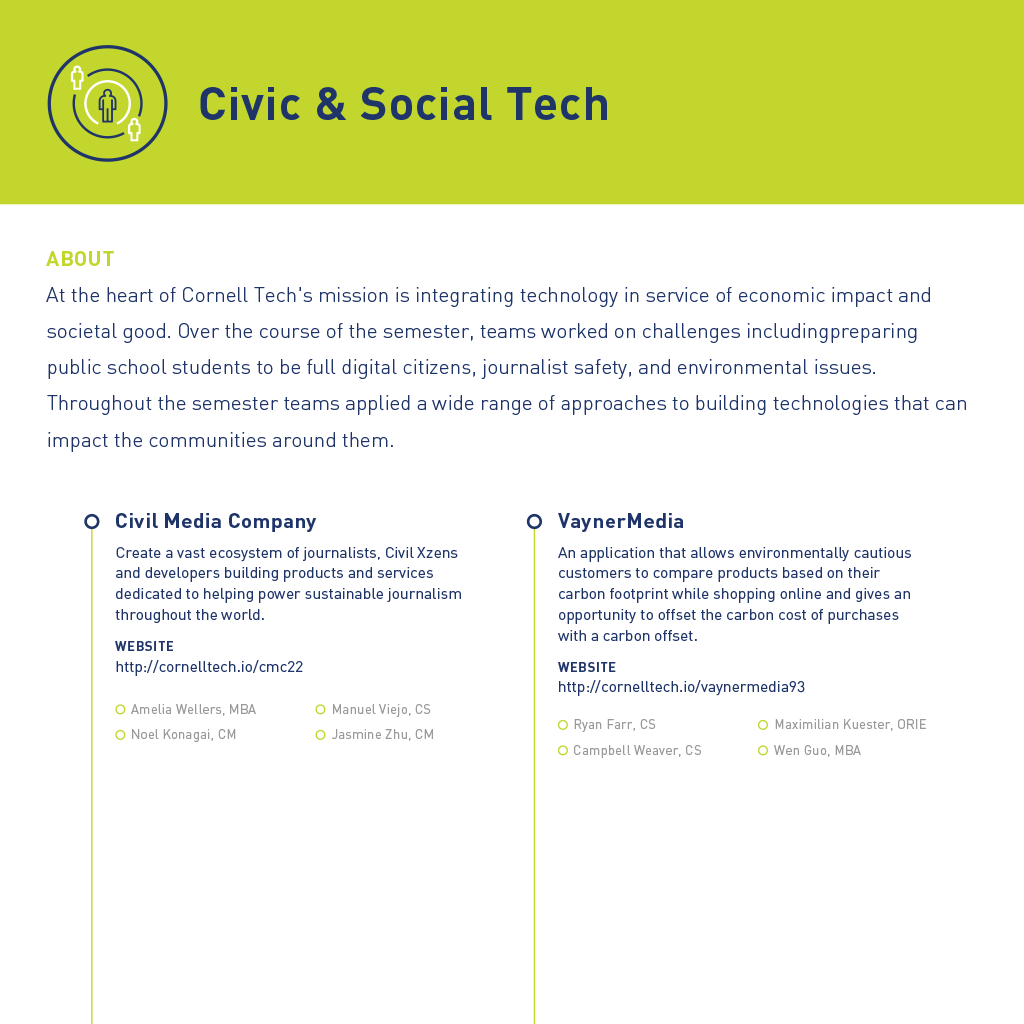 Civic & Social Tech
ABOUT
At the heart of Cornell Tech's mission is integrating technology in service of economic impact and
societal good. Over the course of the semester, teams worked on challenges includingpreparing
public school students to be full digital citizens, journalist safety, and environmental issues.
Throughout the semester teams applied a wide range of approaches to building technologies that can
impact the communities around them.
Civil Media Company
Create a vast ecosystem of journalists, Civil Xzens
and developers building products and services
dedicated to helping power sustainable journalism
throughout the world.
WEBSITE
http://cornelltech.io/cmc22
Amelia Wellers, MBA
Manuel Viejo, CS
Noel Konagai, CM
Jasmine Zhu, CM
VaynerMedia
An application that allows environmentally cautious
customers to compare products based on their
carbon footprint while shopping online and gives an
opportunity to offset the carbon cost of purchases
with a carbon offset.
WEBSITE
http://cornelltech.io/vaynermedia93
Ryan Farr, CS
Maximilian Kuester, ORIE
Campbell Weaver, CS
Wen Guo, MBA